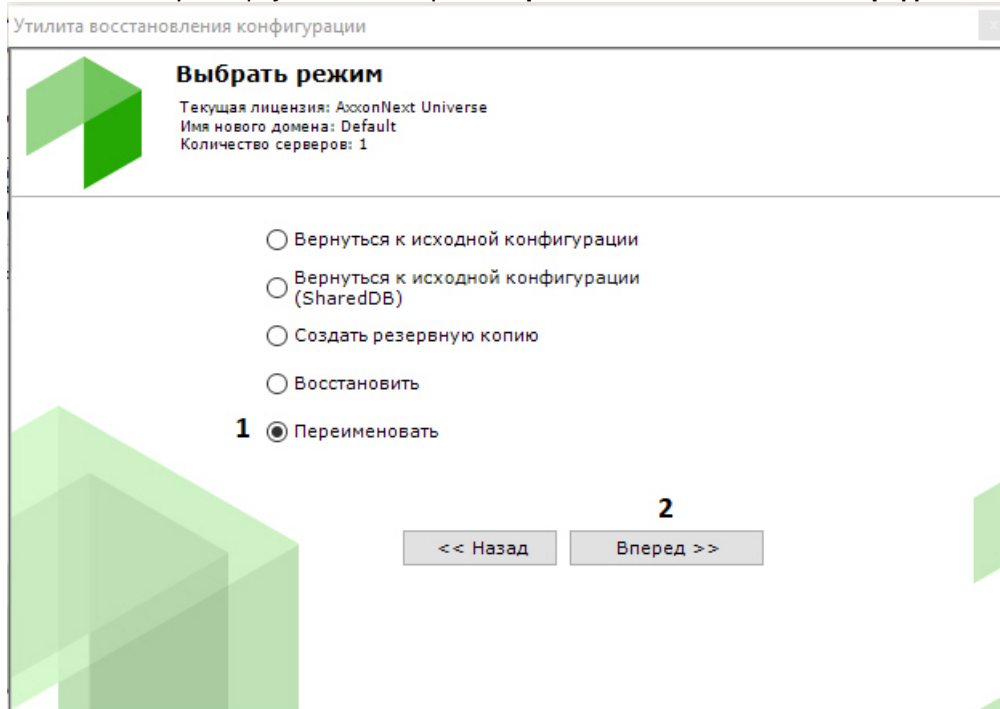 Утилита восстановления конфигурации
Выбрать режим
Текущая лицензия: AxxonNext Universe
Имя нового домена: Default
Количество серверов: 1
Вернуться к исходной конфигурации
Вернуться к исходной конфигурации
(SharedDB)
Создать резервную копию
Восстановить
1 Переименовать
2
<< Назад Вперед >>